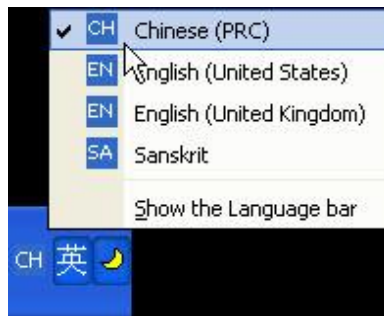 CH Chinese (PRC)
EN English (United States)
EN English (United Kingdom)
SA Sanskrit
Show the Language bar
CH 英